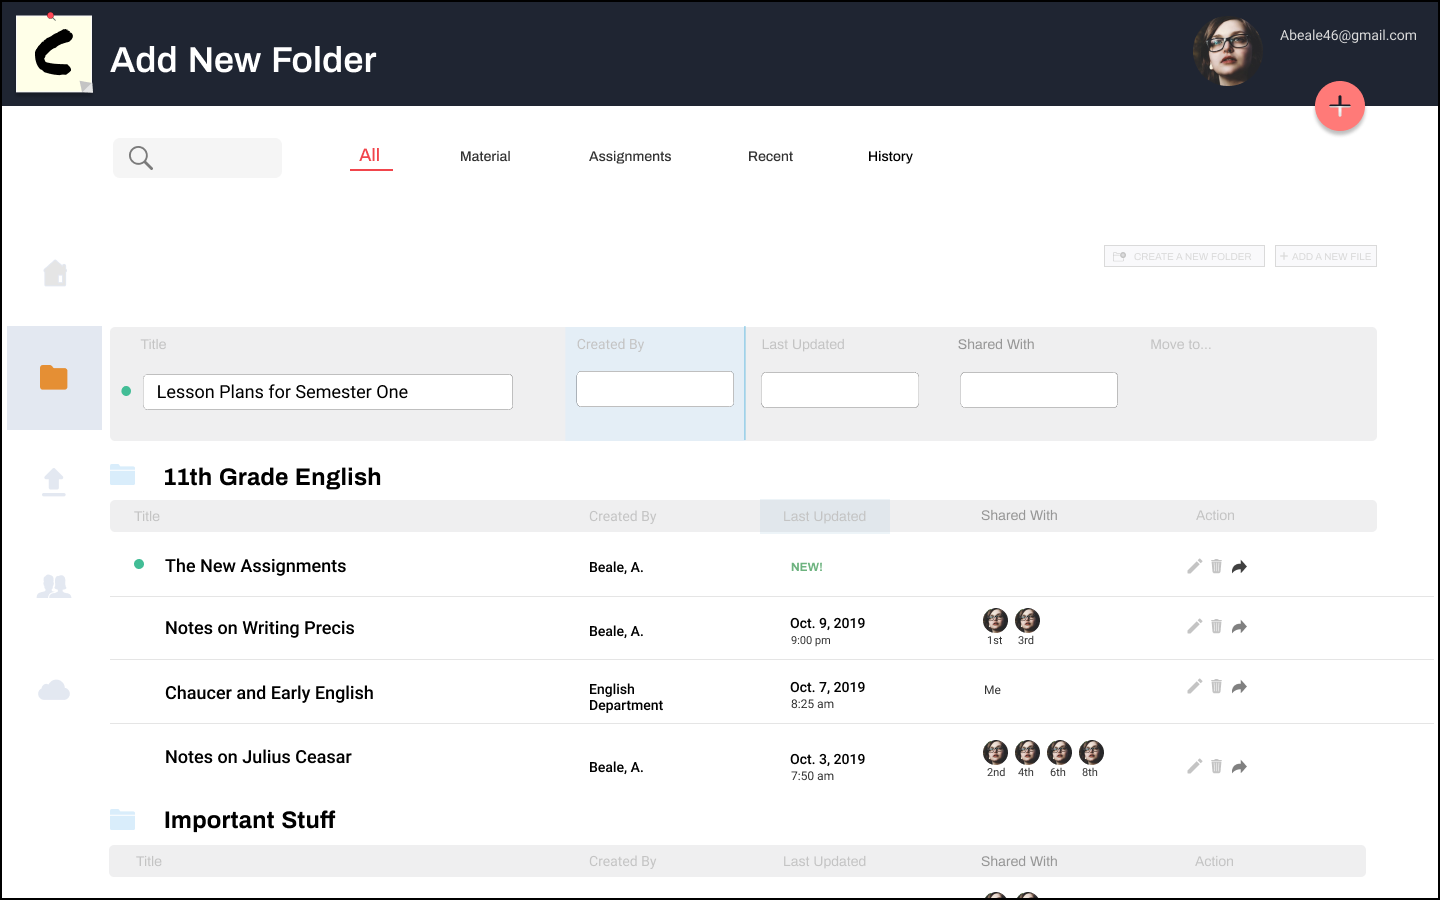 C
Add New Folder
Abeale46@gmail.com
All
Material
Assignments
Recent
History
CREATE A NEW FOLDER
+ ADD A NEW FILE
Title
Created By
Last Updated
Shared With
Move to...
Lesson Plans for Semester One
11th Grade English
Title
Created By
Last Updated
Shared With
Action
The New Assignments
Beale, A.
NEW!
Notes on Writing Precis
Beale, A.
Oct. 9, 2019
9:00 pm
1st
3rd
Chaucer and Early English
English
Department
Oct. 7, 2019
8:25 am
Me
Notes on Julius Ceasar
Beale, A.
Oct. 3, 2019
7:50 am
2nd
4th
6th
8th
Important Stuff
Title
Created By
Last Updated
Shared With
Action